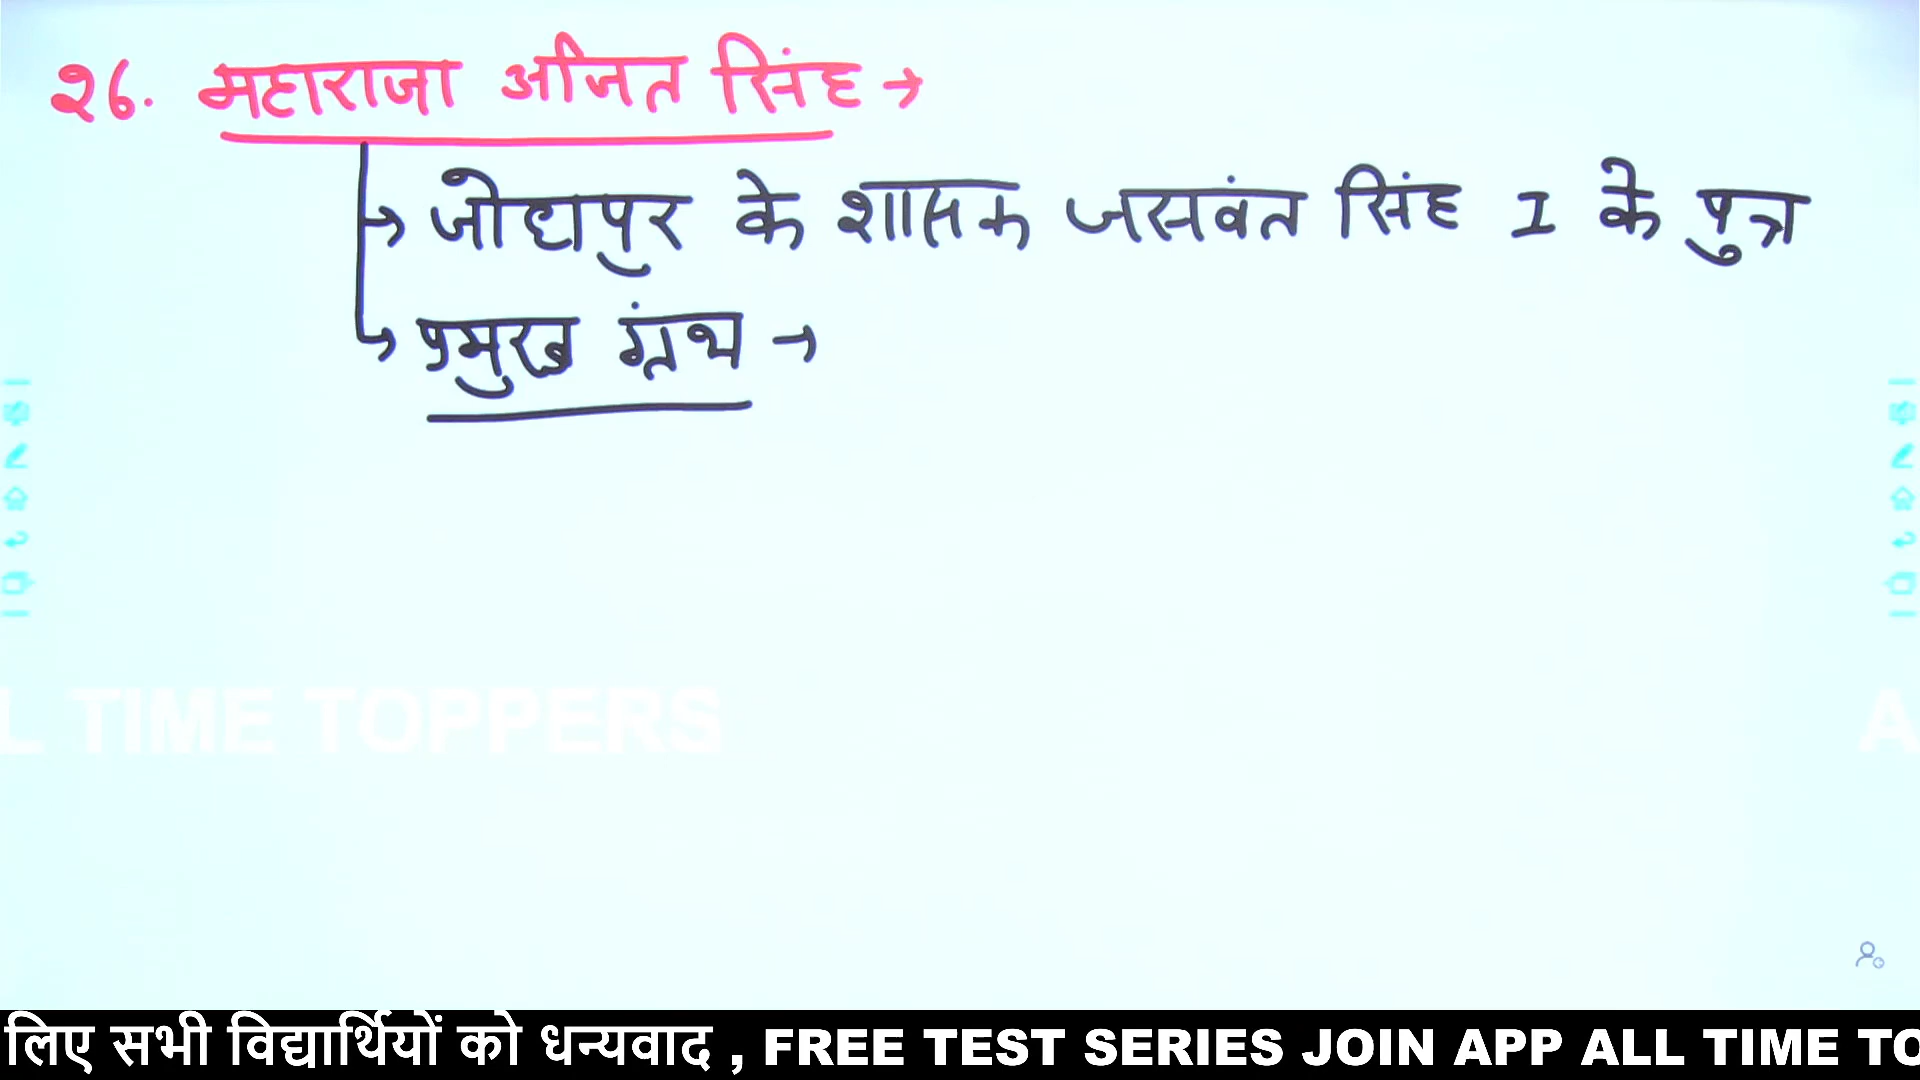 26. महाराजा अजित सिंह →
→ जोधपुर के शासक जसवंत सिंह I के पुत्र
→ प्रमुख ग्रंथ →
L TIME TOPPERS A
लिए सभी विद्यार्थियों को धन्यवाद , FREE TEST SERIES JOIN APP ALL TIME TO